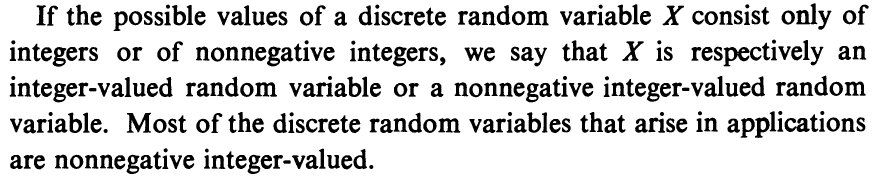 If the possible values of a discrete random variable X consist only of
integers or of nonnegative integers, we say that X is respectively an
integer-valued random variable or a nonnegative integer-valued random
variable. Most of the discrete random variables that arise in applications
are nonnegative integer-valued.